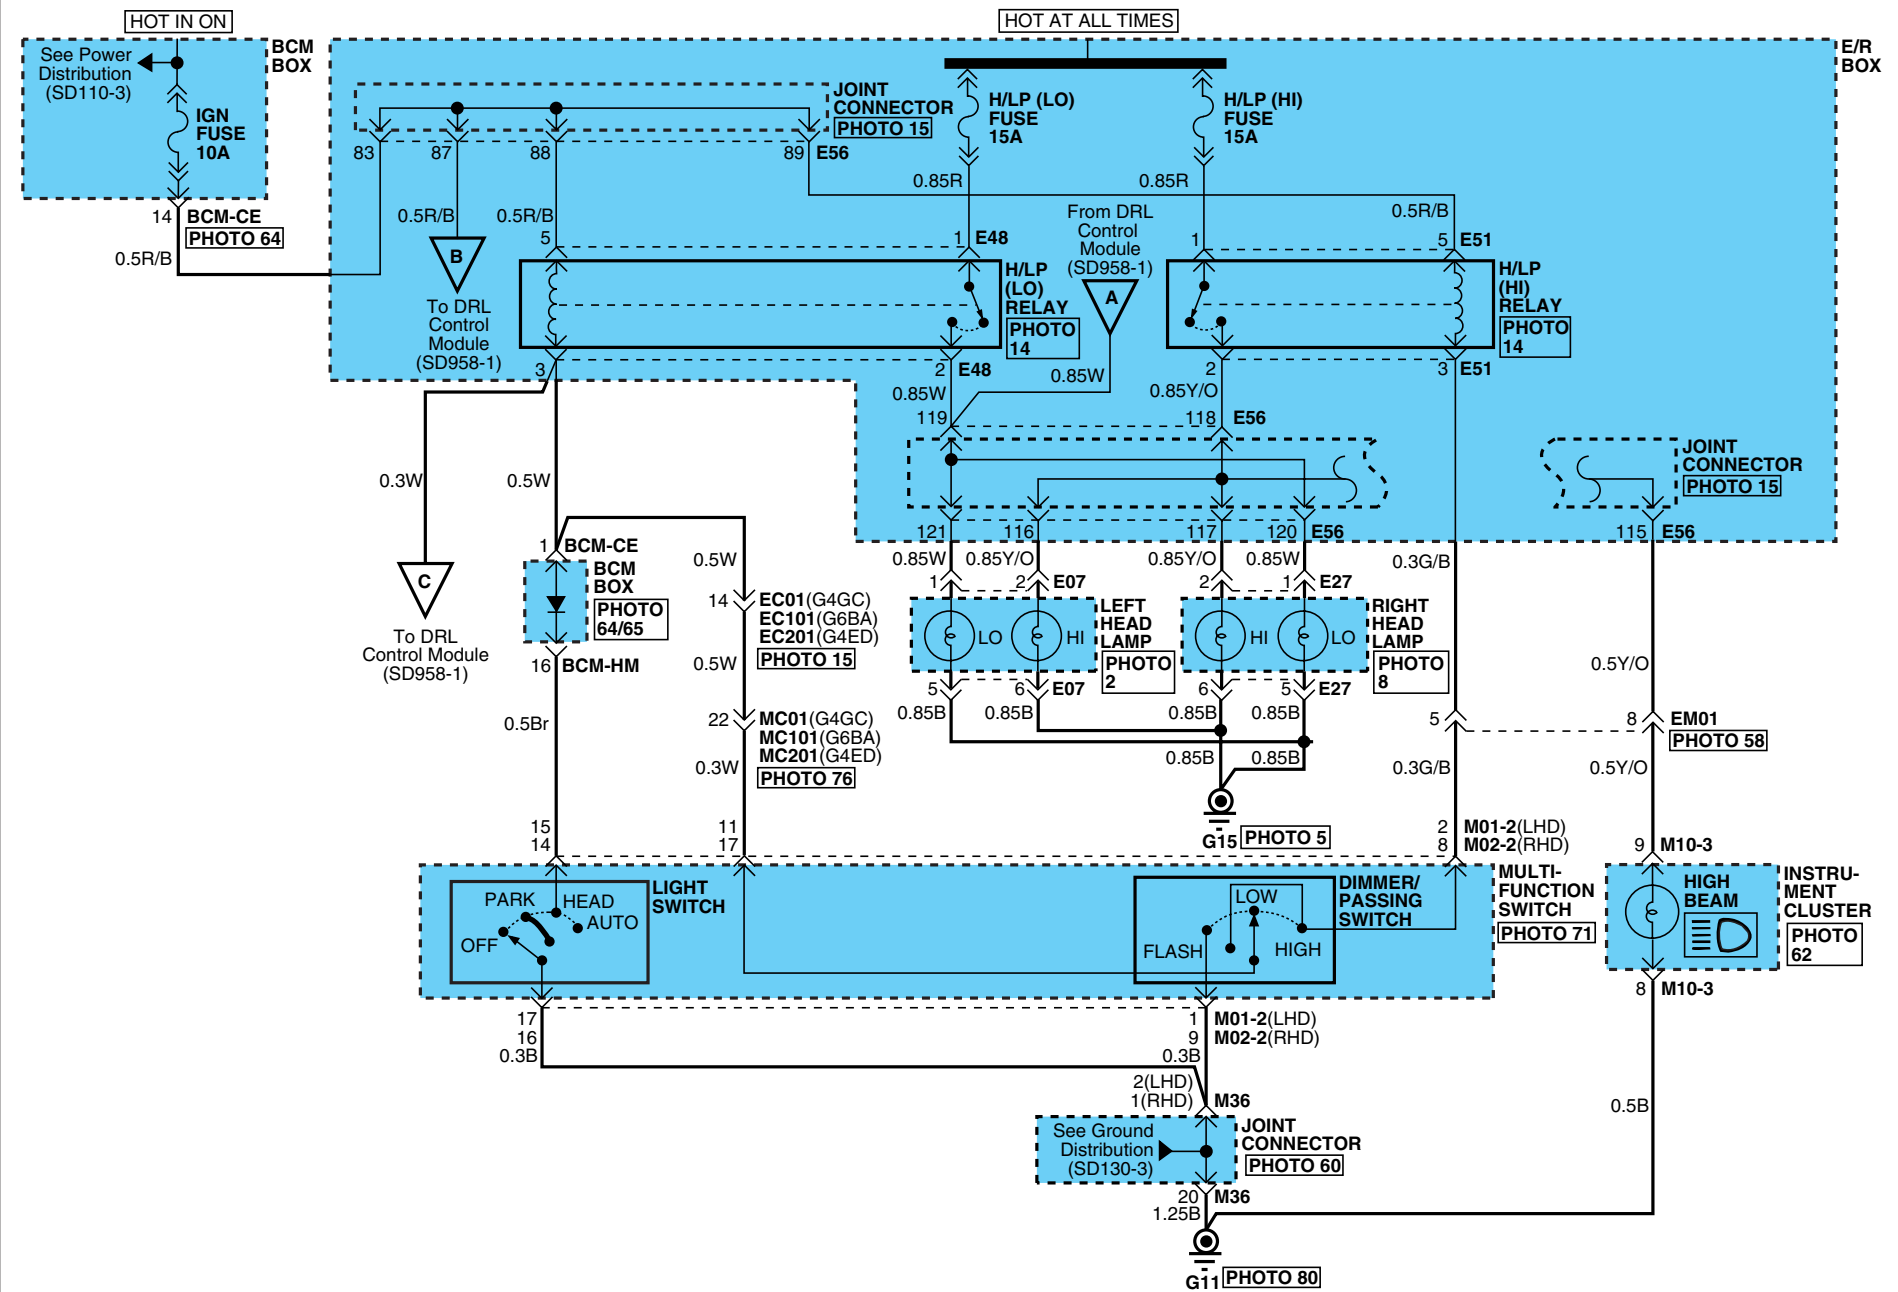 HOT IN ON
HOT AT ALL TIMES
See Power
Distribution
(SD110-3)
BCM
BOX
IGN
FUSE
10A
14
BCM-CE
PHOTO 64
0.5R/B
E/R
BOX
JOINT
CONNECTOR
PHOTO 15
83
87
88
89
E56
H/LP (LO)
FUSE
15A
H/LP (HI)
FUSE
15A
0.85R
0.85R
0.5R/B
0.5R/B
0.5R/B
From DRL
Control
Module
(SD958-1)
A
B
To DRL
Control
Module
(SD958-1)
5
1
E48
H/LP
(LO)
RELAY
PHOTO
14
1
5
E51
H/LP
(HI)
RELAY
PHOTO
14
3
2
E48
0.85W
0.85W
2
3
E51
0.85Y/O
119
118
E56
JOINT
CONNECTOR
PHOTO 15
121
116
117
120
E56
115
E56
0.3W
0.5W
C
To DRL
Control Module
(SD958-1)
1
BCM-CE
BCM
BOX
PHOTO
64/65
16
BCM-HM
0.5Br
0.5W
14
EC01(G4GC)
EC101(G6BA)
EC201(G4ED)
PHOTO 15
0.5W
22
MC01(G4GC)
MC101(G6BA)
MC201(G4ED)
PHOTO 76
0.3W
0.85W
0.85Y/O
0.85Y/O
0.85W
0.3G/B
1
2
E07
2
1
E27
LO
HI
LEFT
HEAD
LAMP
PHOTO
2
HI
LO
RIGHT
HEAD
LAMP
PHOTO
8
5
6
E07
6
5
E27
0.85B
0.85B
0.85B
0.85B
0.85B
0.85B
G15
PHOTO 5
0.5Y/O
5
8
EM01
PHOTO 58
0.3G/B
0.5Y/O
15
14
11
17
2
8
M01-2(LHD)
M02-2(RHD)
9
M10-3
LIGHT
SWITCH
PARK
HEAD
AUTO
OFF
DIMMER/
PASSING
SWITCH
LOW
FLASH
HIGH
MULTI-
FUNCTION
SWITCH
PHOTO 71
HIGH
BEAM
INSTRU-
MENT
CLUSTER
PHOTO
62
8
M10-3
17
16
0.3B
1
9
M01-2(LHD)
M02-2(RHD)
0.3B
2(LHD)
1(RHD)
M36
See Ground
Distribution
(SD130-3)
JOINT
CONNECTOR
PHOTO 60
20
M36
1.25B
0.5B
G11
PHOTO 80